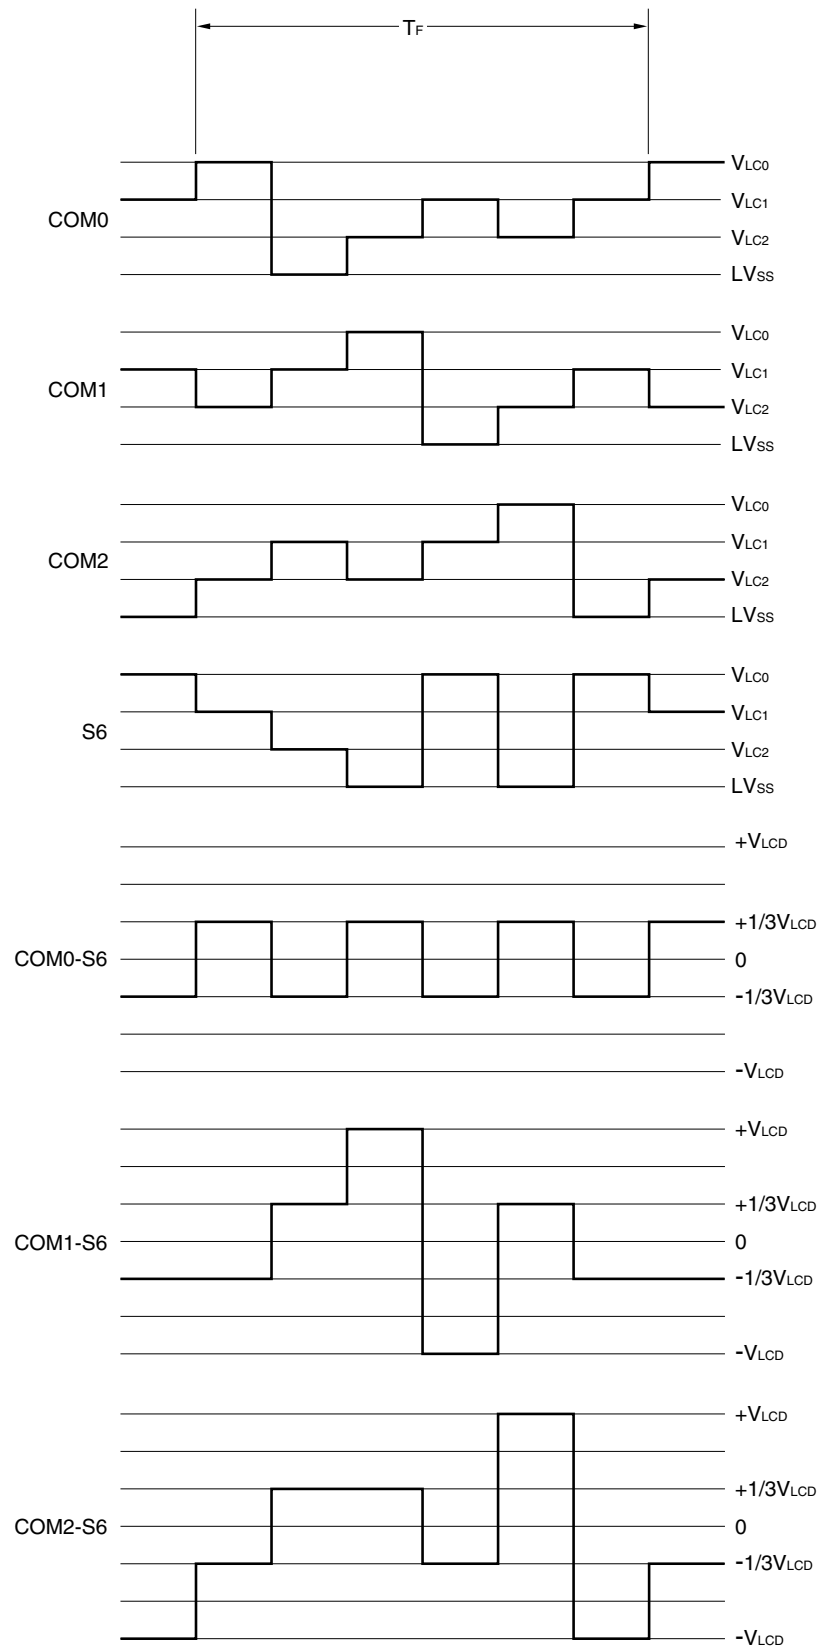 TF
VLC0
VLC1
COM0
VLC2
LVSS
VLC0
VLC1
COM1
VLC2
LVSS
VLC0
VLC1
COM2
VLC2
LVSS
VLC0
VLC1
S6
VLC2
LVSS
+VLCD
+1/3VLCD
COM0-S6
0
-1/3VLCD
-VLCD
+VLCD
+1/3VLCD
COM1-S6
0
-1/3VLCD
-VLCD
+VLCD
+1/3VLCD
COM2-S6
0
-1/3VLCD
-VLCD